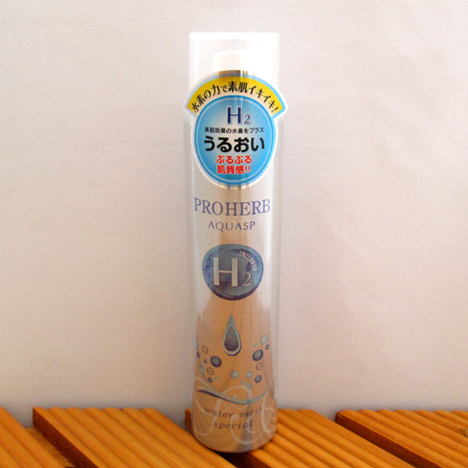 水素の力で素肌イキイキ!
H2
美肌効果の水素をプラス
うるおい
ぷるぷる
肌質感!!
PROHERB
AQUASP
H2
water mist
special